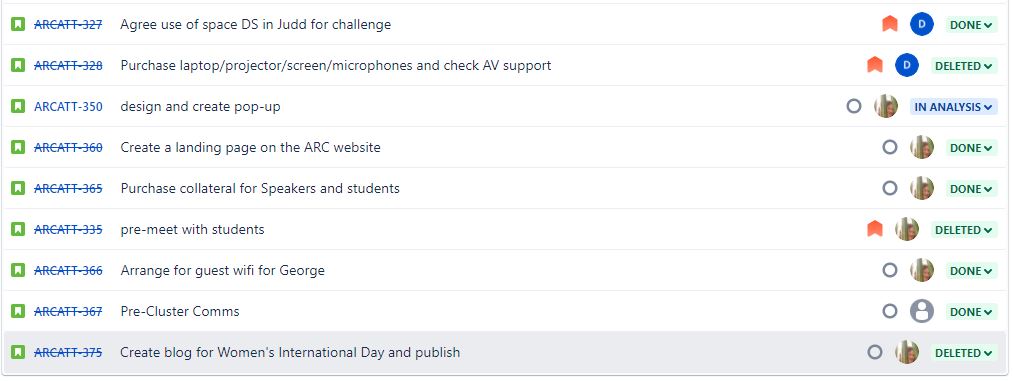 ARCATT-327 Agree use of space DS in Judd for challenge D DONE
ARCATT-328 Purchase laptop/projector/screen/microphones and check AV support D DELETED
ARCATT-350 design and create pop-up IN ANALYSIS
ARCATT-360 Create a landing page on the ARC website DONE
ARCATT-365 Purchase collateral for Speakers and students DONE
ARCATT-335 pre-meet with students DELETED
ARCATT-366 Arrange for guest wifi for George DONE
ARCATT-367 Pre-Cluster Comms DONE
ARCATT-375 Create blog for Women's International Day and publish DELETED